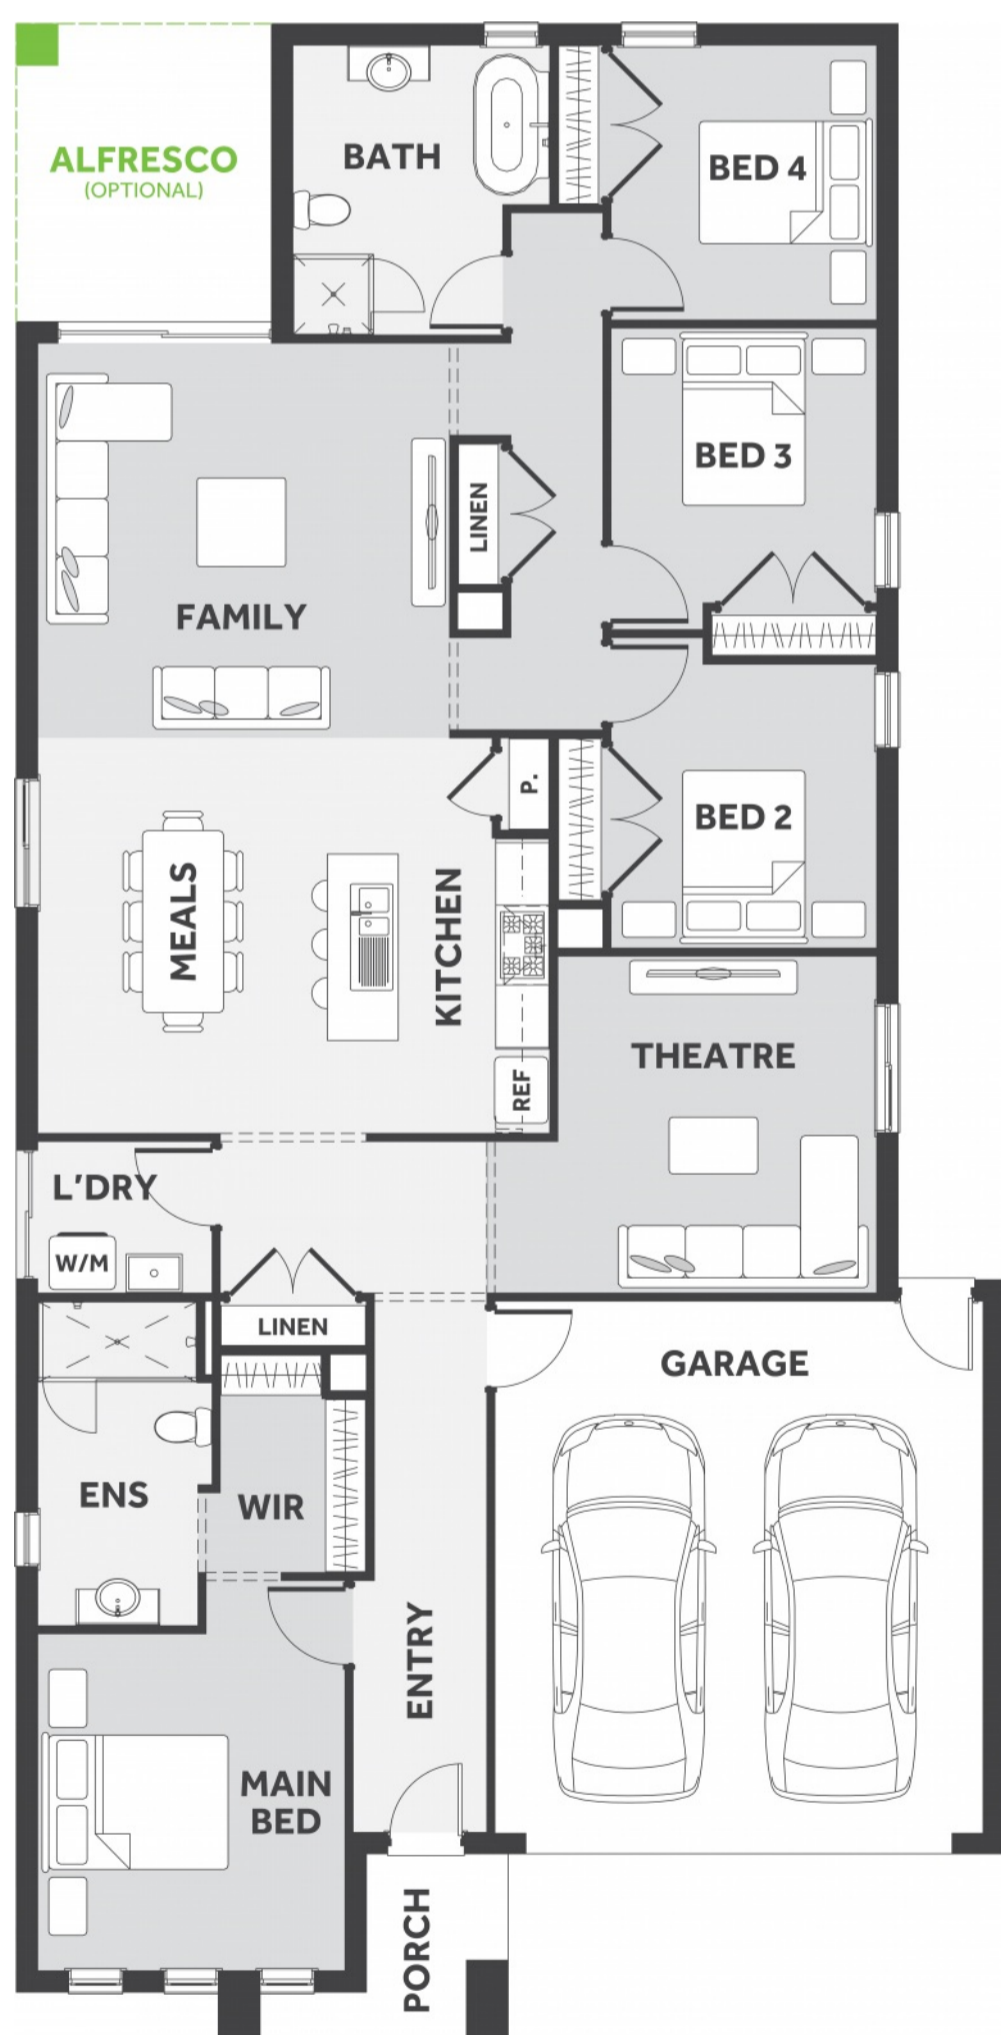 ALFRESCO
(OPTIONAL)
BATH
BED 4
BED 3
LINEN
FAMILY
P.
BED 2
MEALS
KITCHEN
THEATRE
REF
L'DRY
W/M
LINEN
GARAGE
ENS
WIR
ENTRY
MAIN
BED
PORCH